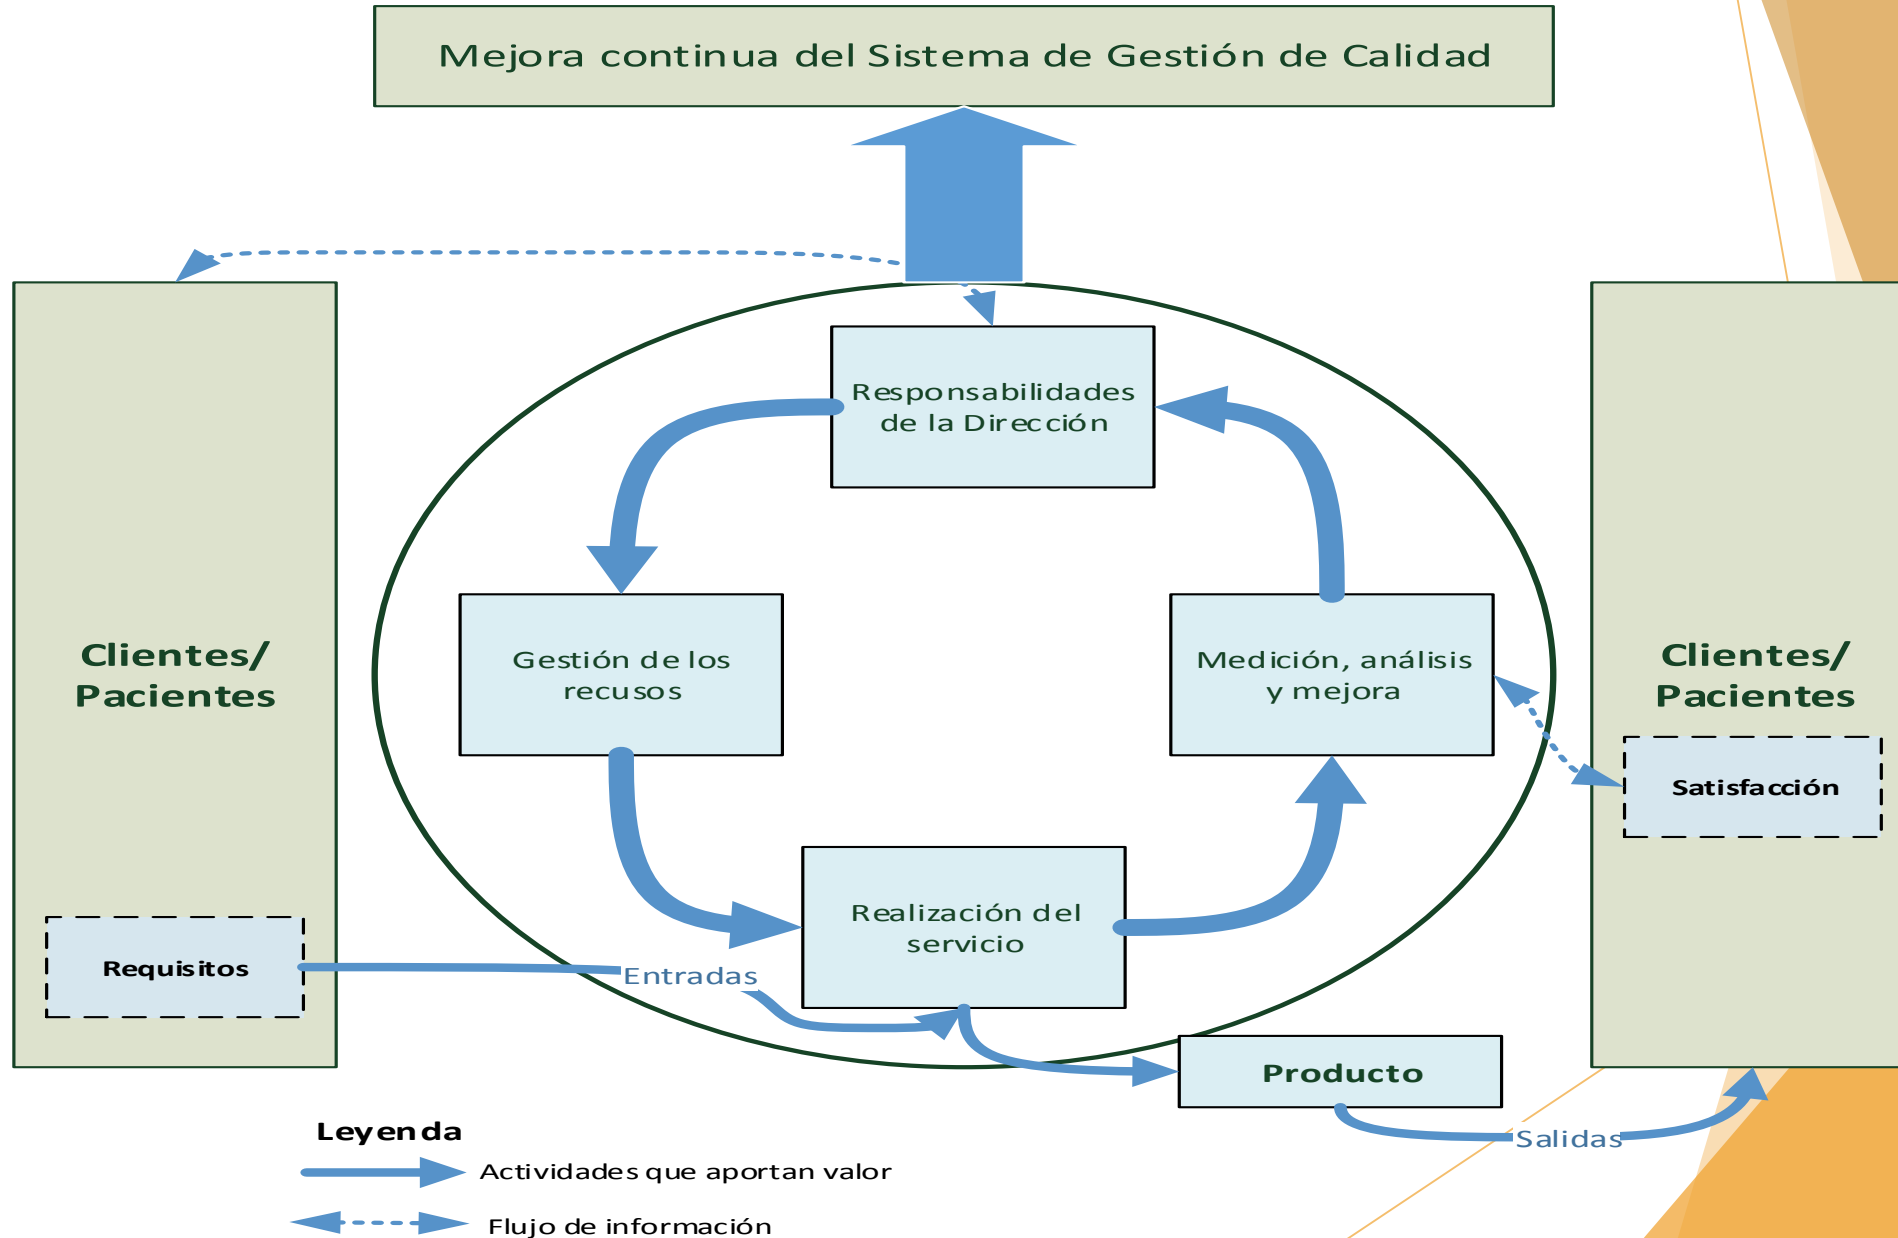 Mejora continua del Sistema de Gestión de Calidad
Responsabilidades
de la Dirección
Clientes/
Pacientes
Gestión de los
recusos
Medición, análisis
y mejora
Clientes/
Pacientes
Satisfacción
Realización del
servicio
Requisitos
Entradas
Producto
Salidas
Leyenda
Actividades que aportan valor
Flujo de información